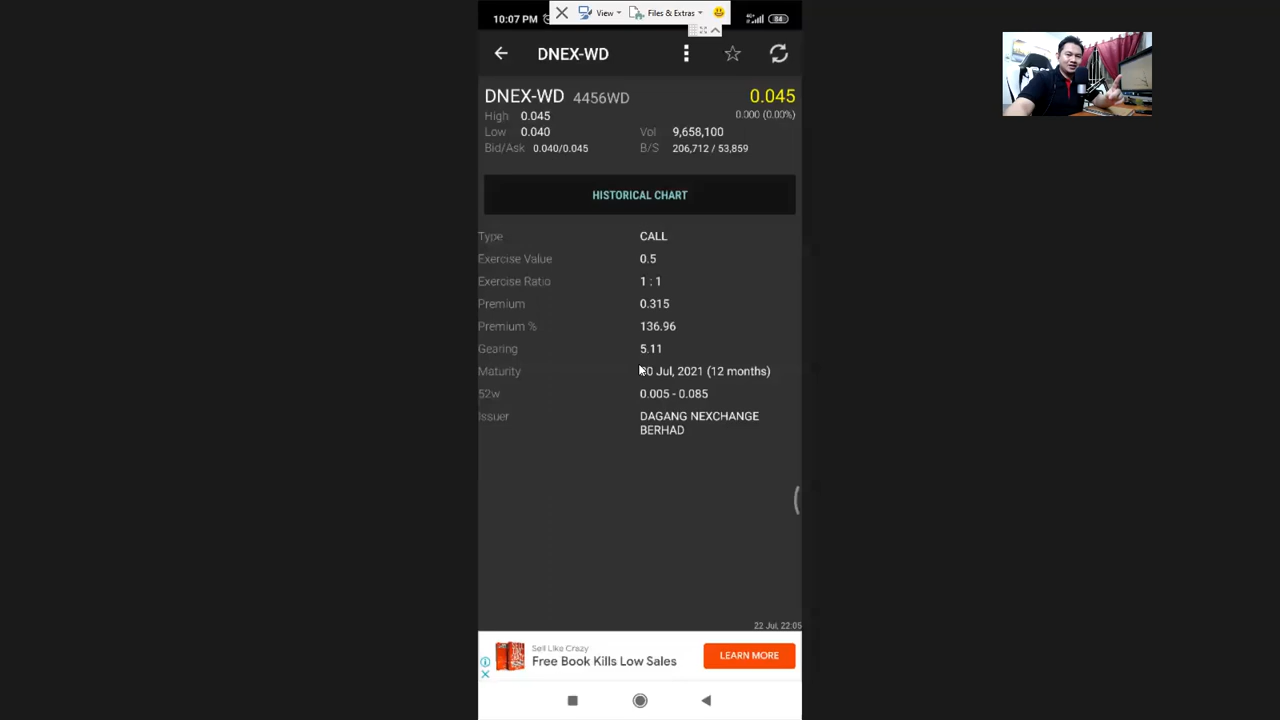 10:07 PM
View
Files & Extras
84
DNEX-WD
DNEX-WD 4456WD 0.045
High 0.045 0.000 (0.00%)
Low 0.040 Vol 9,658,100
Bid/Ask 0.040/0.045 B/S 206,712 / 53,859
HISTORICAL CHART
Type CALL
Exercise Value 0.5
Exercise Ratio 1 : 1
Premium 0.315
Premium % 136.96
Gearing 5.11
Maturity 30 Jul, 2021 (12 months)
52w 0.005 - 0.085
Issuer DAGANG NEXCHANGE
BERHAD
22 Jul, 22:05
Sell Like Crazy
Free Book Kills Low Sales
LEARN MORE